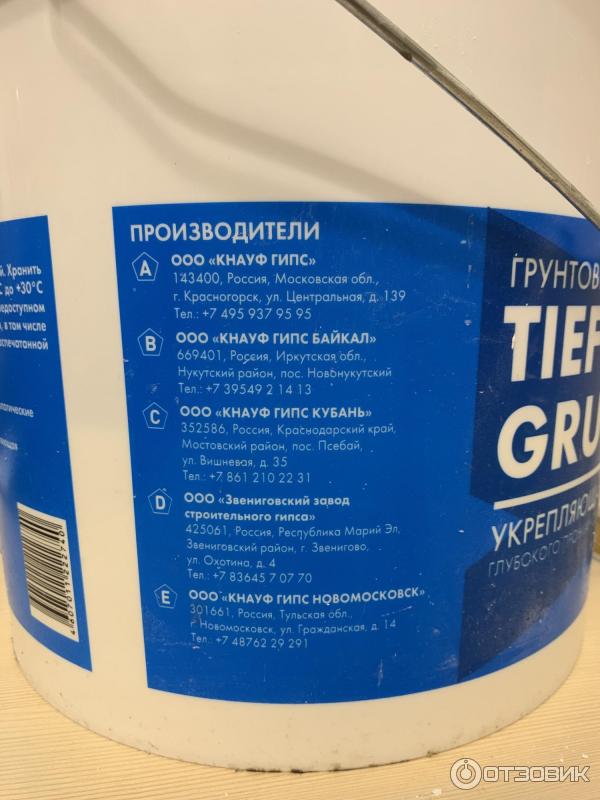 й. Хранить
С до +30°С
недоступном
, в том числе
аспечатанной
4607011222740
ПРОИЗВОДИТЕЛИ
A ООО «КНАУФ ГИПС»
143400, Россия, Московская обл.,
г. Красногорск, ул. Центральная, д. 139
Тел.: +7 495 937 95 95
B ООО «КНАУФ ГИПС БАЙКАЛ»
669401, Россия, Иркутская обл.,
Нукутский район, пос. Новонукутский
Тел.: +7 39549 2 14 13
C ООО «КНАУФ ГИПС КУБАНЬ»
352586, Россия, Краснодарский край,
Мостовский район, пос. Псебай,
ул. Вишневая, д. 35
Тел.: +7 861 210 22 31
D ООО «Звениговский завод
строительного гипса»
425061, Россия, Республика Марий Эл,
Звениговский район, г. Звенигово,
ул. Охотина, д. 4
Тел.: +7 83645 7 07 70
E ООО «КНАУФ ГИПС НОВОМОСКОВСК»
301661, Россия, Тульская обл.,
г. Новомосковск, ул. Гражданская, д. 14
Тел.: +7 48762 29 291
ГРУНТОВ
TIEF
GRU
УКРЕПЛЯЮЩ
ГЛУБОКОГО ПРОН
ОТЗОВИК